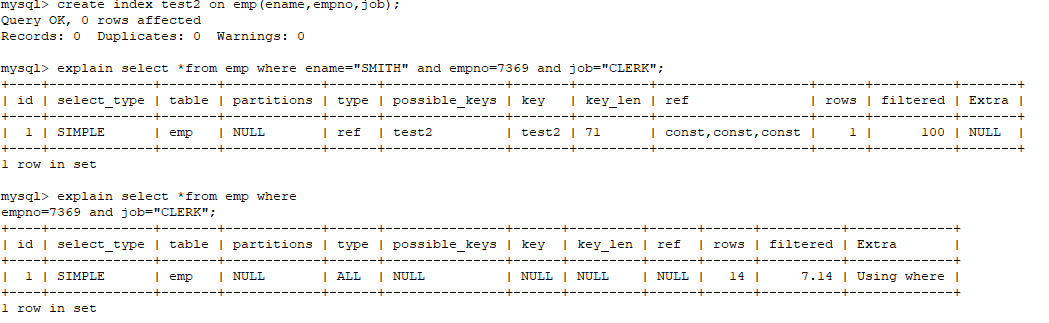 mysql> create index test2 on emp(ename,empno,job);
Query OK, 0 rows affected
Records: 0  Duplicates: 0  Warnings: 0
mysql> explain select *from emp where ename="SMITH" and empno=7369 and job="CLERK";
+----+-------------+-------+------------+------+---------------+-------+---------+-------------------+------+----------+-------+
| id | select_type | table | partitions | type | possible_keys | key   | key_len | ref               | rows | filtered | Extra |
+----+-------------+-------+------------+------+---------------+-------+---------+-------------------+------+----------+-------+
|  1 | SIMPLE      | emp   | NULL       | ref  | test2         | test2 | 71      | const,const,const |    1 |      100 | NULL  |
+----+-------------+-------+------------+------+---------------+-------+---------+-------------------+------+----------+-------+
1 row in set
mysql> explain select *from emp where
empno=7369 and job="CLERK";
+----+-------------+-------+------------+------+---------------+------+---------+------+------+----------+-------------+
| id | select_type | table | partitions | type | possible_keys | key  | key_len | ref  | rows | filtered | Extra       |
+----+-------------+-------+------------+------+---------------+------+---------+------+------+----------+-------------+
|  1 | SIMPLE      | emp   | NULL       | ALL  | NULL          | NULL | NULL    | NULL |   14 |     7.14 | Using where |
+----+-------------+-------+------------+------+---------------+------+---------+------+------+----------+-------------+
1 row in set